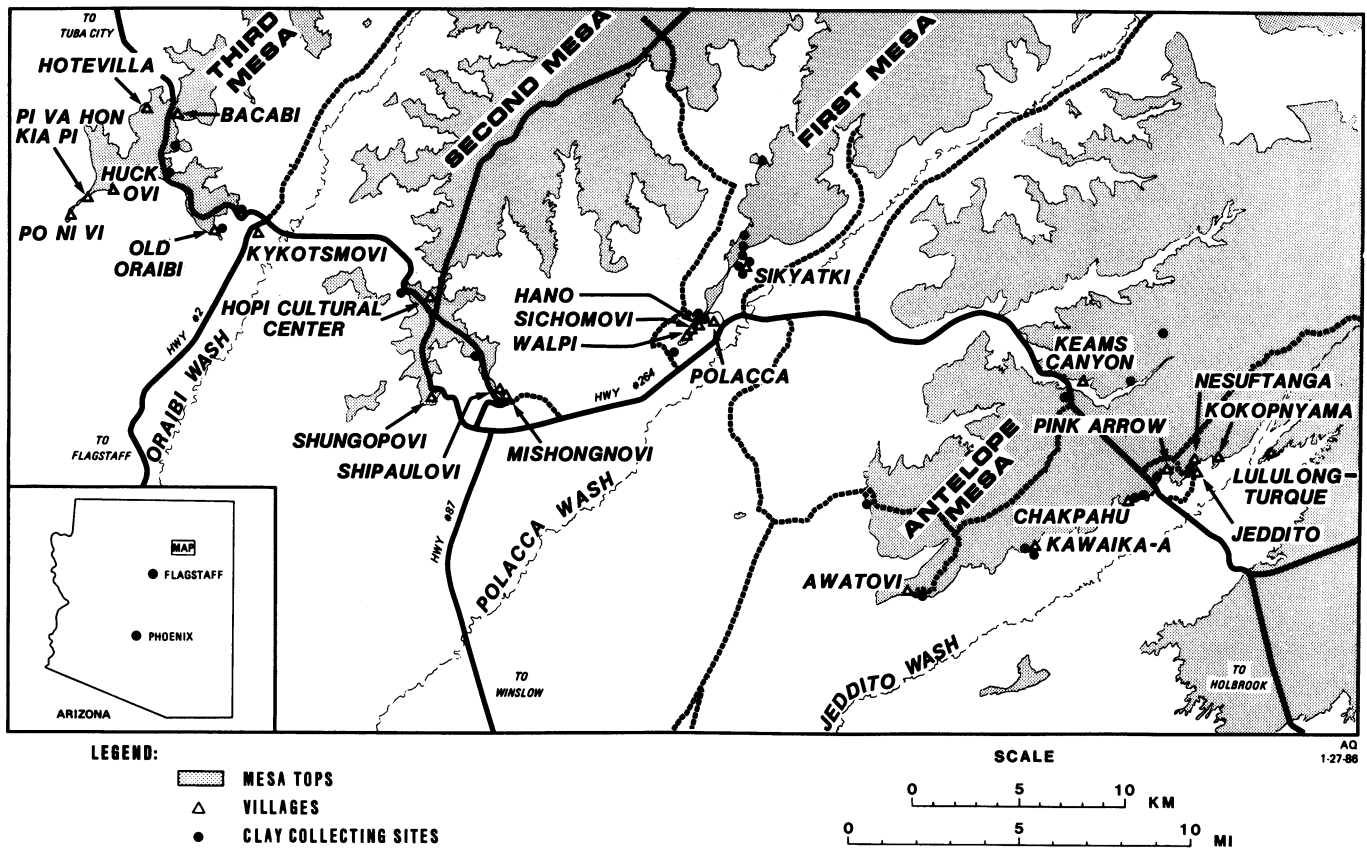 TO
TUBA CITY
THIRD
MESA
HOTEVILLA
BACABI
PI VA HON
KIA PI
HUCK
OVI
PO NI VI
OLD
ORAIBI
KYKOTSMOVI
SECOND MESA
FIRST MESA
HOPI CULTURAL
CENTER
HWY #2
ORAIBI WASH
TO
FLAGSTAFF
HANO
SICHOMOVI
WALPI
SIKYATKI
POLACCA
HWY #264
SHUNGOPOVI
SHIPAULOVI
MISHONGNOVI
HWY #87
POLACCA WASH
TO
WINSLOW
KEAMS
CANYON
NESUFTANGA
KOKOPNYAMA
PINK ARROW
LULULONG-
TURQUE
ANTELOPE
MESA
CHAKPAHU
JEDDITO
KAWAIKA-A
AWATOVI
JEDDITO WASH
TO
HOLBROOK
MAP
FLAGSTAFF
PHOENIX
ARIZONA
AQ
1-27-86
LEGEND:
MESA TOPS
VILLAGES
CLAY COLLECTING SITES
SCALE
0 5 10 KM
0 5 10 MI